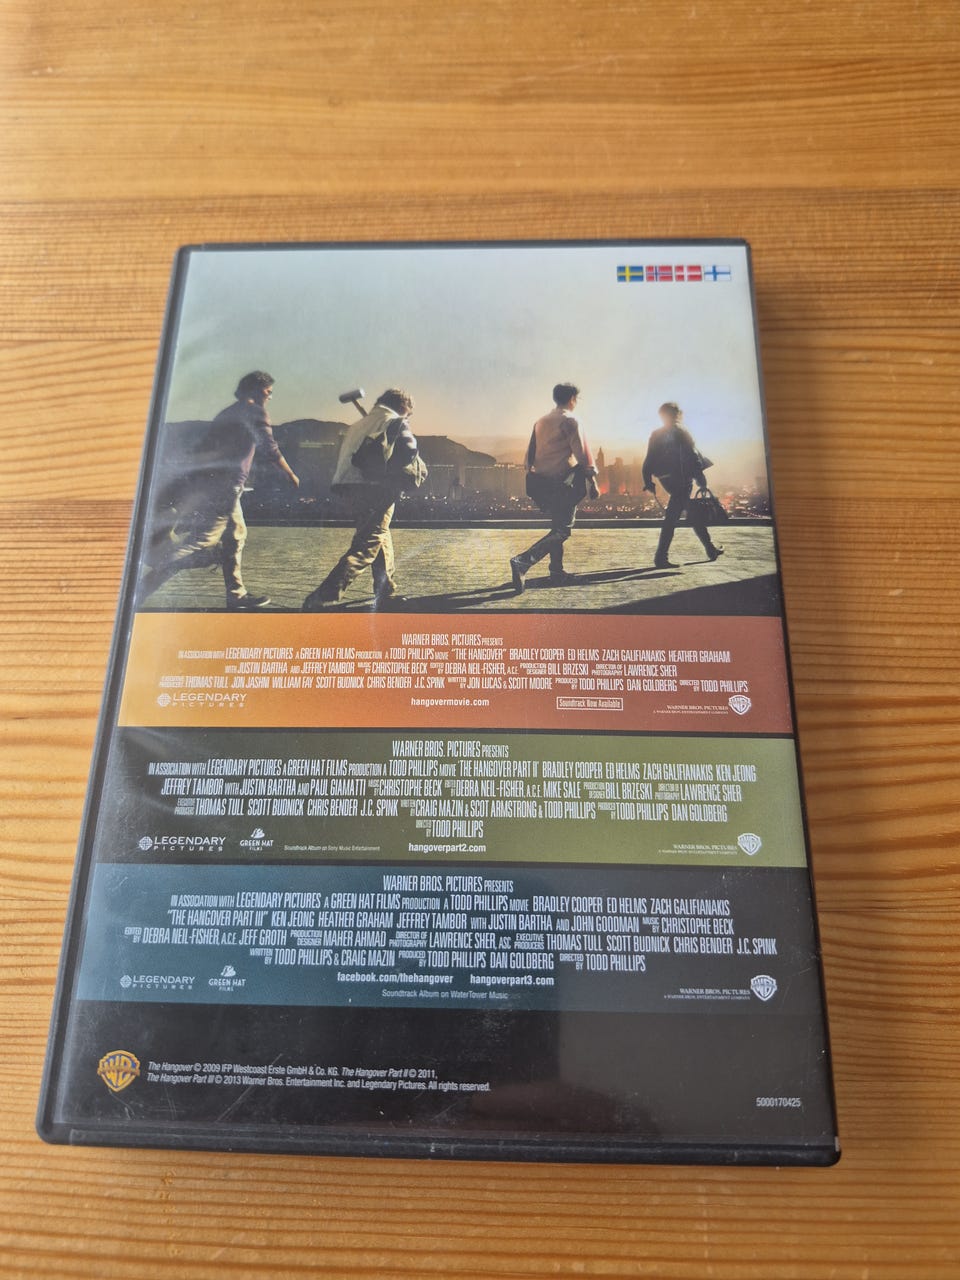 WARNER BROS. PICTURES PRESENTS
IN ASSOCIATION WITH LEGENDARY PICTURES A GREEN HAT FILMS PRODUCTION A TODD PHILLIPS MOVIE "THE HANGOVER" BRADLEY COOPER ED HELMS ZACH GALIFIANAKIS HEATHER GRAHAM
WITH JUSTIN BARTHA AND JEFFREY TAMBOR MUSIC BY CHRISTOPHE BECK EDITED BY DEBRA NEIL-FISHER, A.C.E. PRODUCTION DESIGNER BILL BRZESKI DIRECTOR OF PHOTOGRAPHY LAWRENCE SHER
EXECUTIVE PRODUCERS THOMAS TULL JON JASHNI WILLIAM FAY SCOTT BUDNICK CHRIS BENDER J.C. SPINK WRITTEN BY JON LUCAS & SCOTT MOORE PRODUCED BY TODD PHILLIPS DAN GOLDBERG DIRECTED BY TODD PHILLIPS
LEGENDARY PICTURES
hangovermovie.com
Soundtrack Now Available
WARNER BROS. PICTURES
A WARNER BROS. ENTERTAINMENT COMPANY
WARNER BROS. PICTURES PRESENTS
IN ASSOCIATION WITH LEGENDARY PICTURES A GREEN HAT FILMS PRODUCTION A TODD PHILLIPS MOVIE "THE HANGOVER PART II" BRADLEY COOPER ED HELMS ZACH GALIFIANAKIS KEN JEONG
JEFFREY TAMBOR WITH JUSTIN BARTHA AND PAUL GIAMATTI MUSIC BY CHRISTOPHE BECK EDITED BY DEBRA NEIL-FISHER, A.C.E. MIKE SALE PRODUCTION DESIGNER BILL BRZESKI DIRECTOR OF PHOTOGRAPHY LAWRENCE SHER
EXECUTIVE PRODUCERS THOMAS TULL SCOTT BUDNICK CHRIS BENDER J.C. SPINK WRITTEN BY CRAIG MAZIN & SCOT ARMSTRONG & TODD PHILLIPS PRODUCED BY TODD PHILLIPS DAN GOLDBERG
DIRECTED BY TODD PHILLIPS
LEGENDARY PICTURES
GREEN HAT FILMS
Soundtrack Album on Sony Music Entertainment
hangoverpart2.com
WARNER BROS. PICTURES
A WARNER BROS. ENTERTAINMENT COMPANY
WARNER BROS. PICTURES PRESENTS
IN ASSOCIATION WITH LEGENDARY PICTURES A GREEN HAT FILMS PRODUCTION A TODD PHILLIPS MOVIE BRADLEY COOPER ED HELMS ZACH GALIFIANAKIS
"THE HANGOVER PART III" KEN JEONG HEATHER GRAHAM JEFFREY TAMBOR WITH JUSTIN BARTHA AND JOHN GOODMAN MUSIC BY CHRISTOPHE BECK
EDITED BY DEBRA NEIL-FISHER, A.C.E. JEFF GROTH PRODUCTION DESIGNER MAHER AHMAD DIRECTOR OF PHOTOGRAPHY LAWRENCE SHER, ASC EXECUTIVE PRODUCERS THOMAS TULL SCOTT BUDNICK CHRIS BENDER J.C. SPINK
WRITTEN BY TODD PHILLIPS & CRAIG MAZIN PRODUCED BY TODD PHILLIPS DAN GOLDBERG DIRECTED BY TODD PHILLIPS
LEGENDARY PICTURES
GREEN HAT FILMS
facebook.com/thehangover hangoverpart3.com
Soundtrack Album on WaterTower Music
WARNER BROS. PICTURES
A WARNER BROS. ENTERTAINMENT COMPANY
The Hangover © 2009 IFP Westcoast Erste GmbH & Co. KG. The Hangover Part II © 2011,
The Hangover Part III © 2013 Warner Bros. Entertainment Inc. and Legendary Pictures. All rights reserved.
5000170425